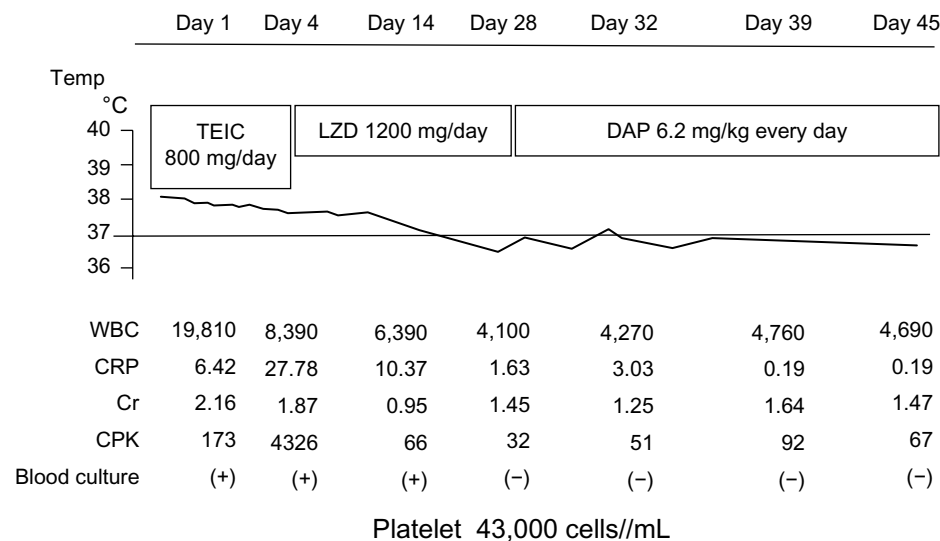 Day 1 Day 4 Day 14 Day 28 Day 32 Day 39 Day 45
Temp
°C
TEIC
800 mg/day
LZD 1200 mg/day
DAP 6.2 mg/kg every day
40
39
38
37
36
WBC 19,810 8,390 6,390 4,100 4,270 4,760 4,690
CRP 6.42 27.78 10.37 1.63 3.03 0.19 0.19
Cr 2.16 1.87 0.95 1.45 1.25 1.64 1.47
CPK 173 4326 66 32 51 92 67
Blood culture (+) (+) (+) (−) (−) (−) (−)
Platelet 43,000 cells//mL